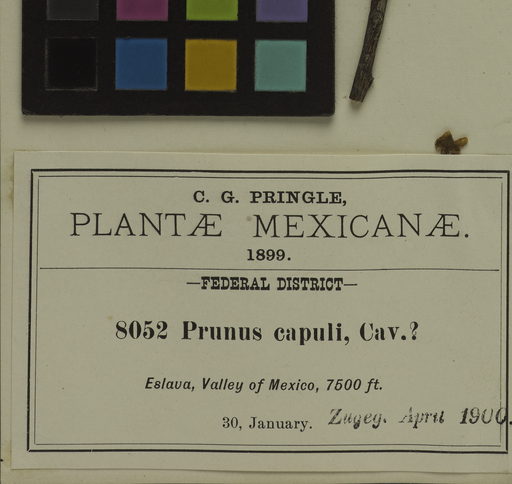 C. G. PRINGLE,
PLANTÆ MEXICANÆ.
1899.
—FEDERAL DISTRICT—
8052 Prunus capuli, Cav.?
Eslava, Valley of Mexico, 7500 ft.
30, January. Zugeg. April 1900.